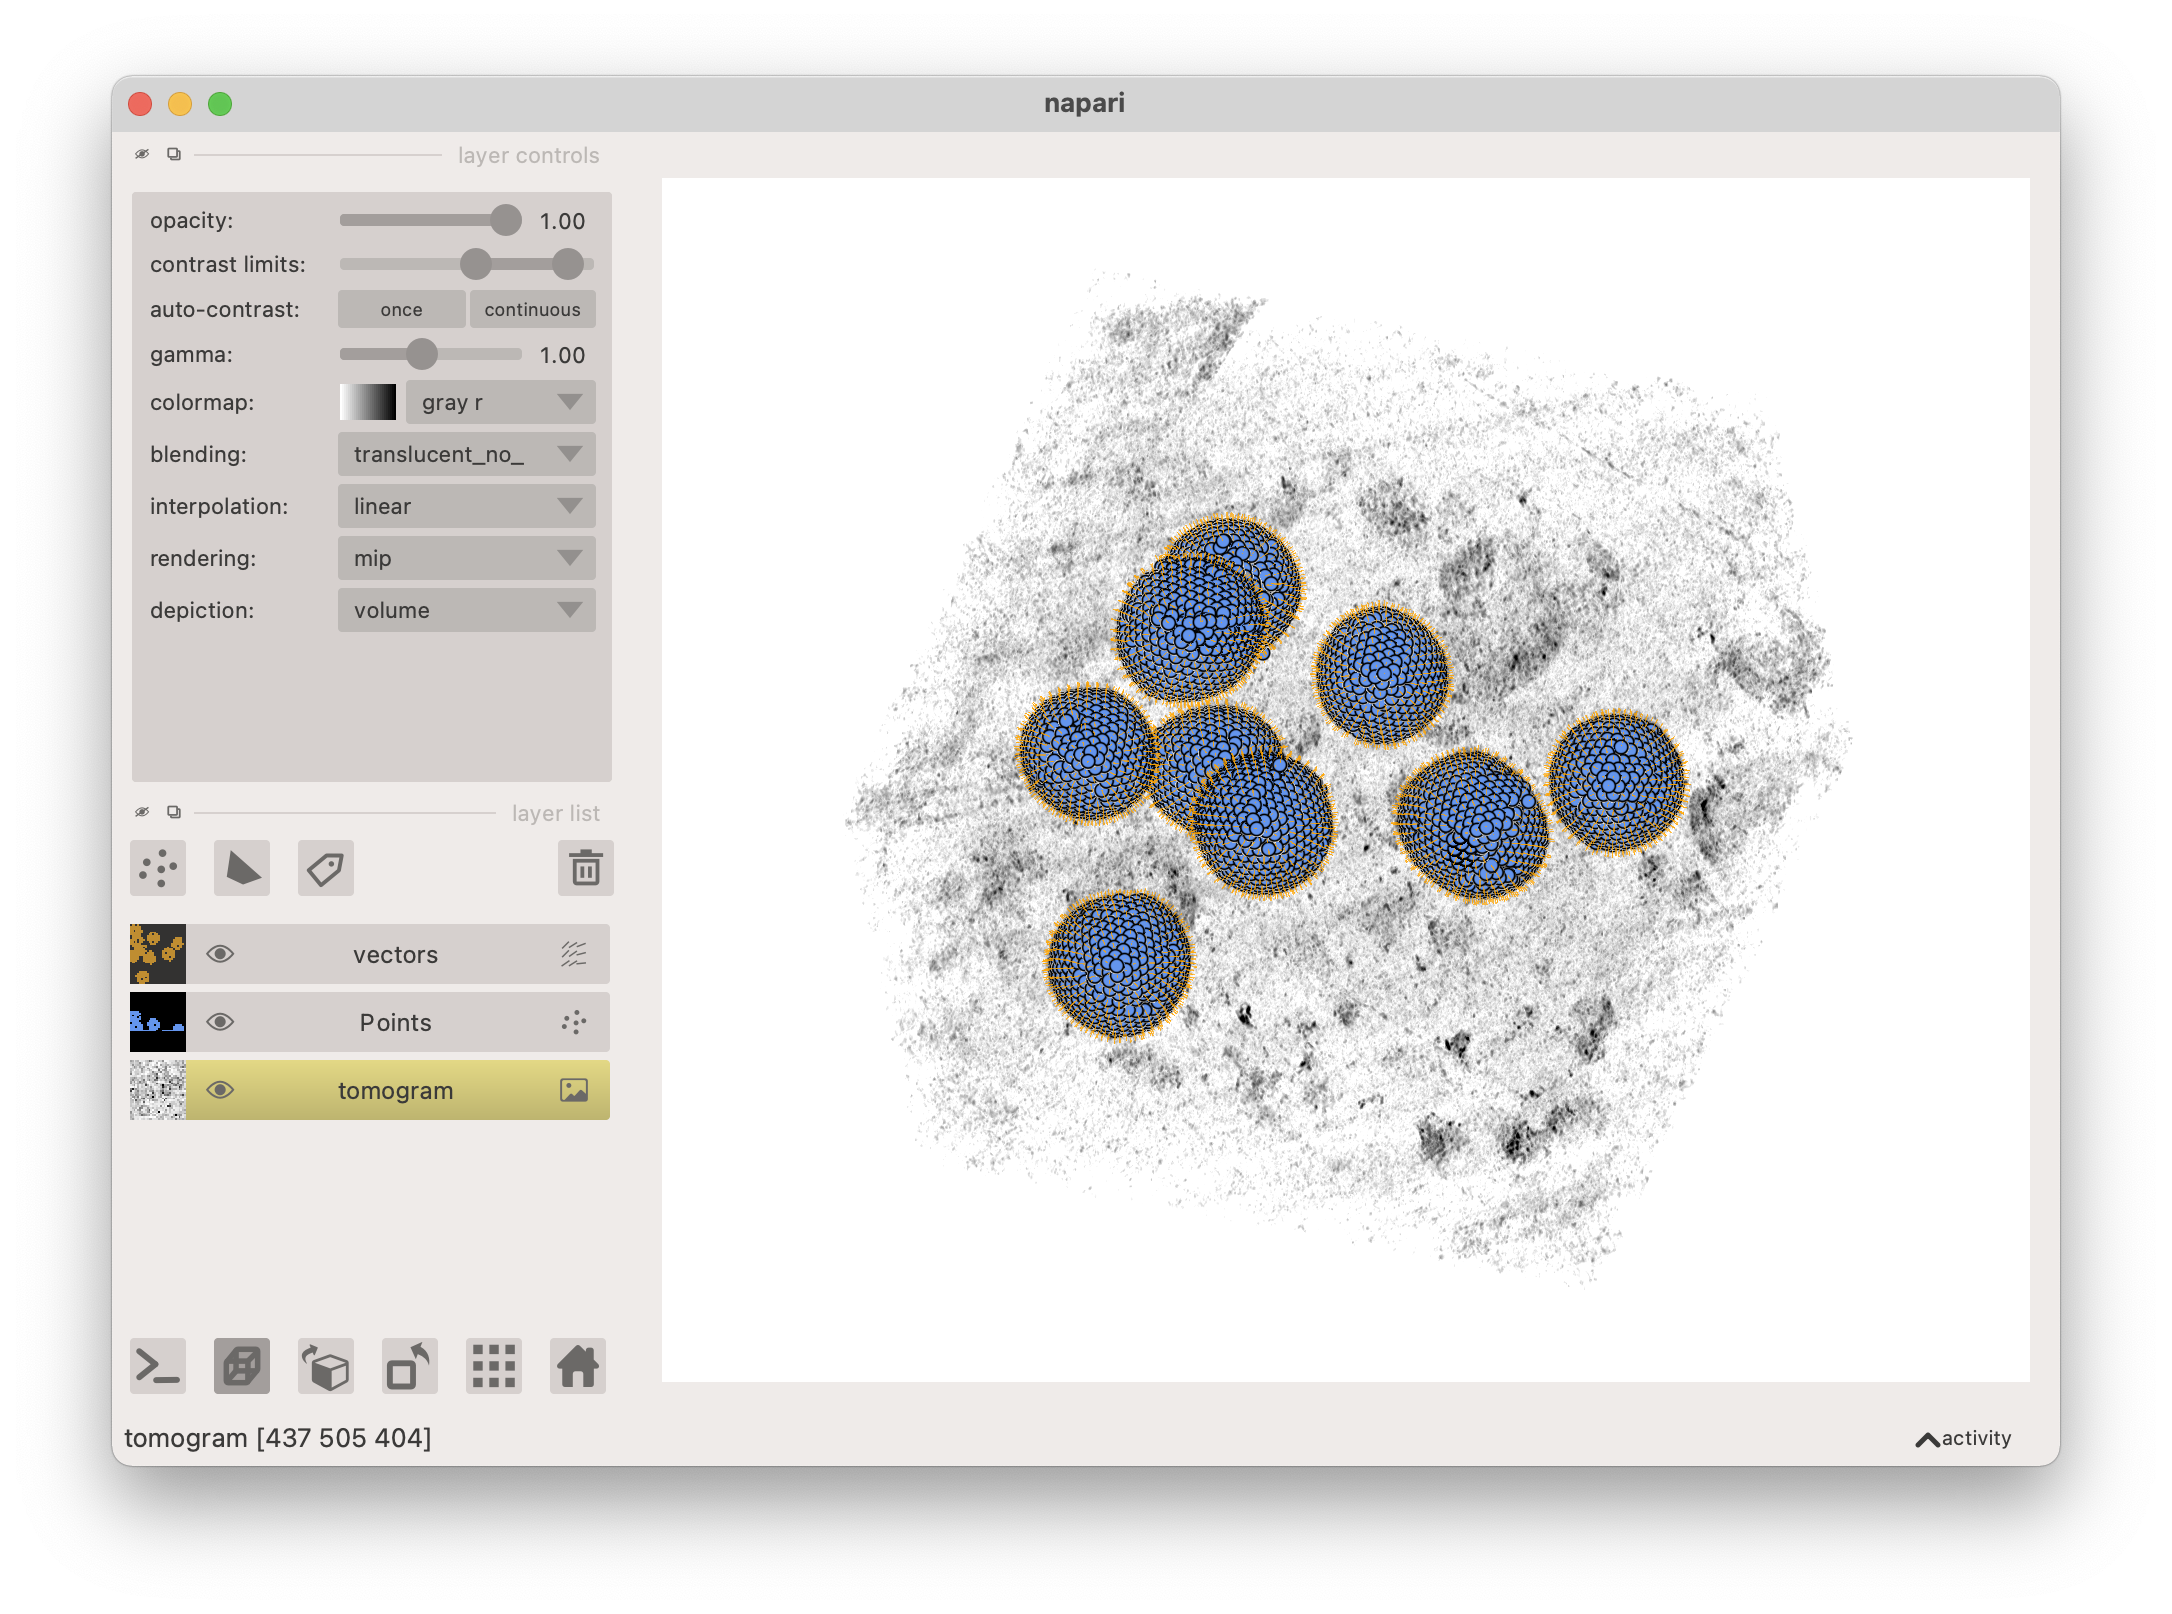 napari
layer controls
opacity: 1.00
contrast limits:
auto-contrast: once continuous
gamma: 1.00
colormap: gray r
blending: translucent_no_
interpolation: linear
rendering: mip
depiction: volume
layer list
vectors
Points
tomogram
tomogram [437 505 404]
activity